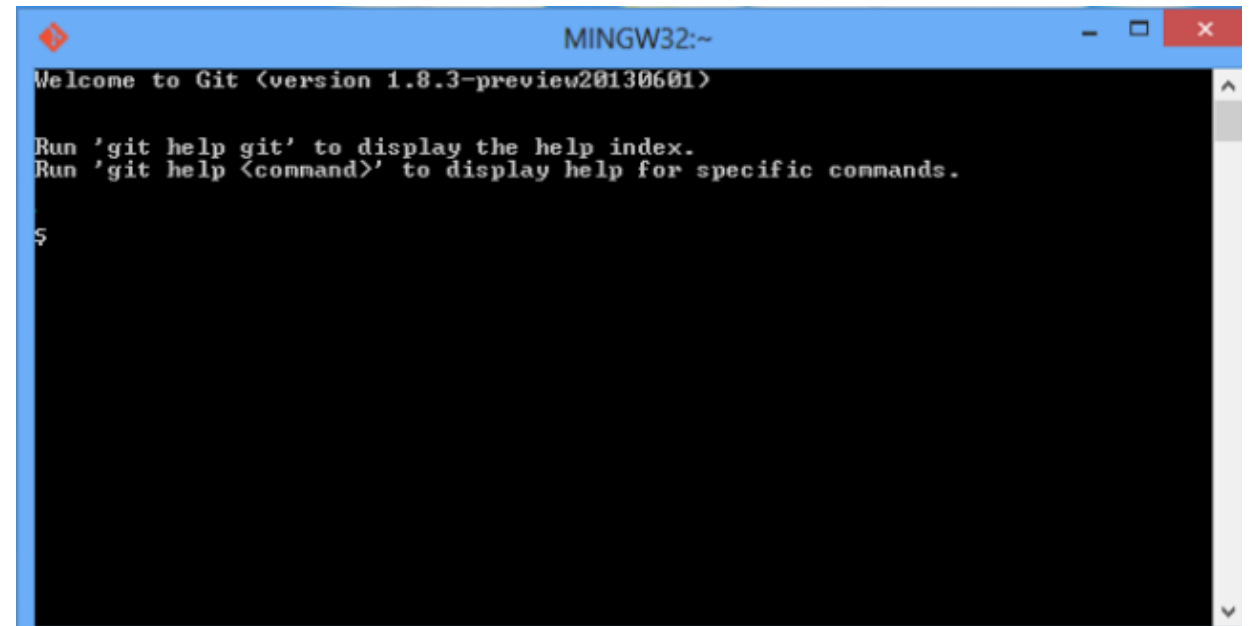 MINGW32:~
Welcome to Git (version 1.8.3-preview20130601)
Run 'git help git' to display the help index.
Run 'git help <command>' to display help for specific commands.
$